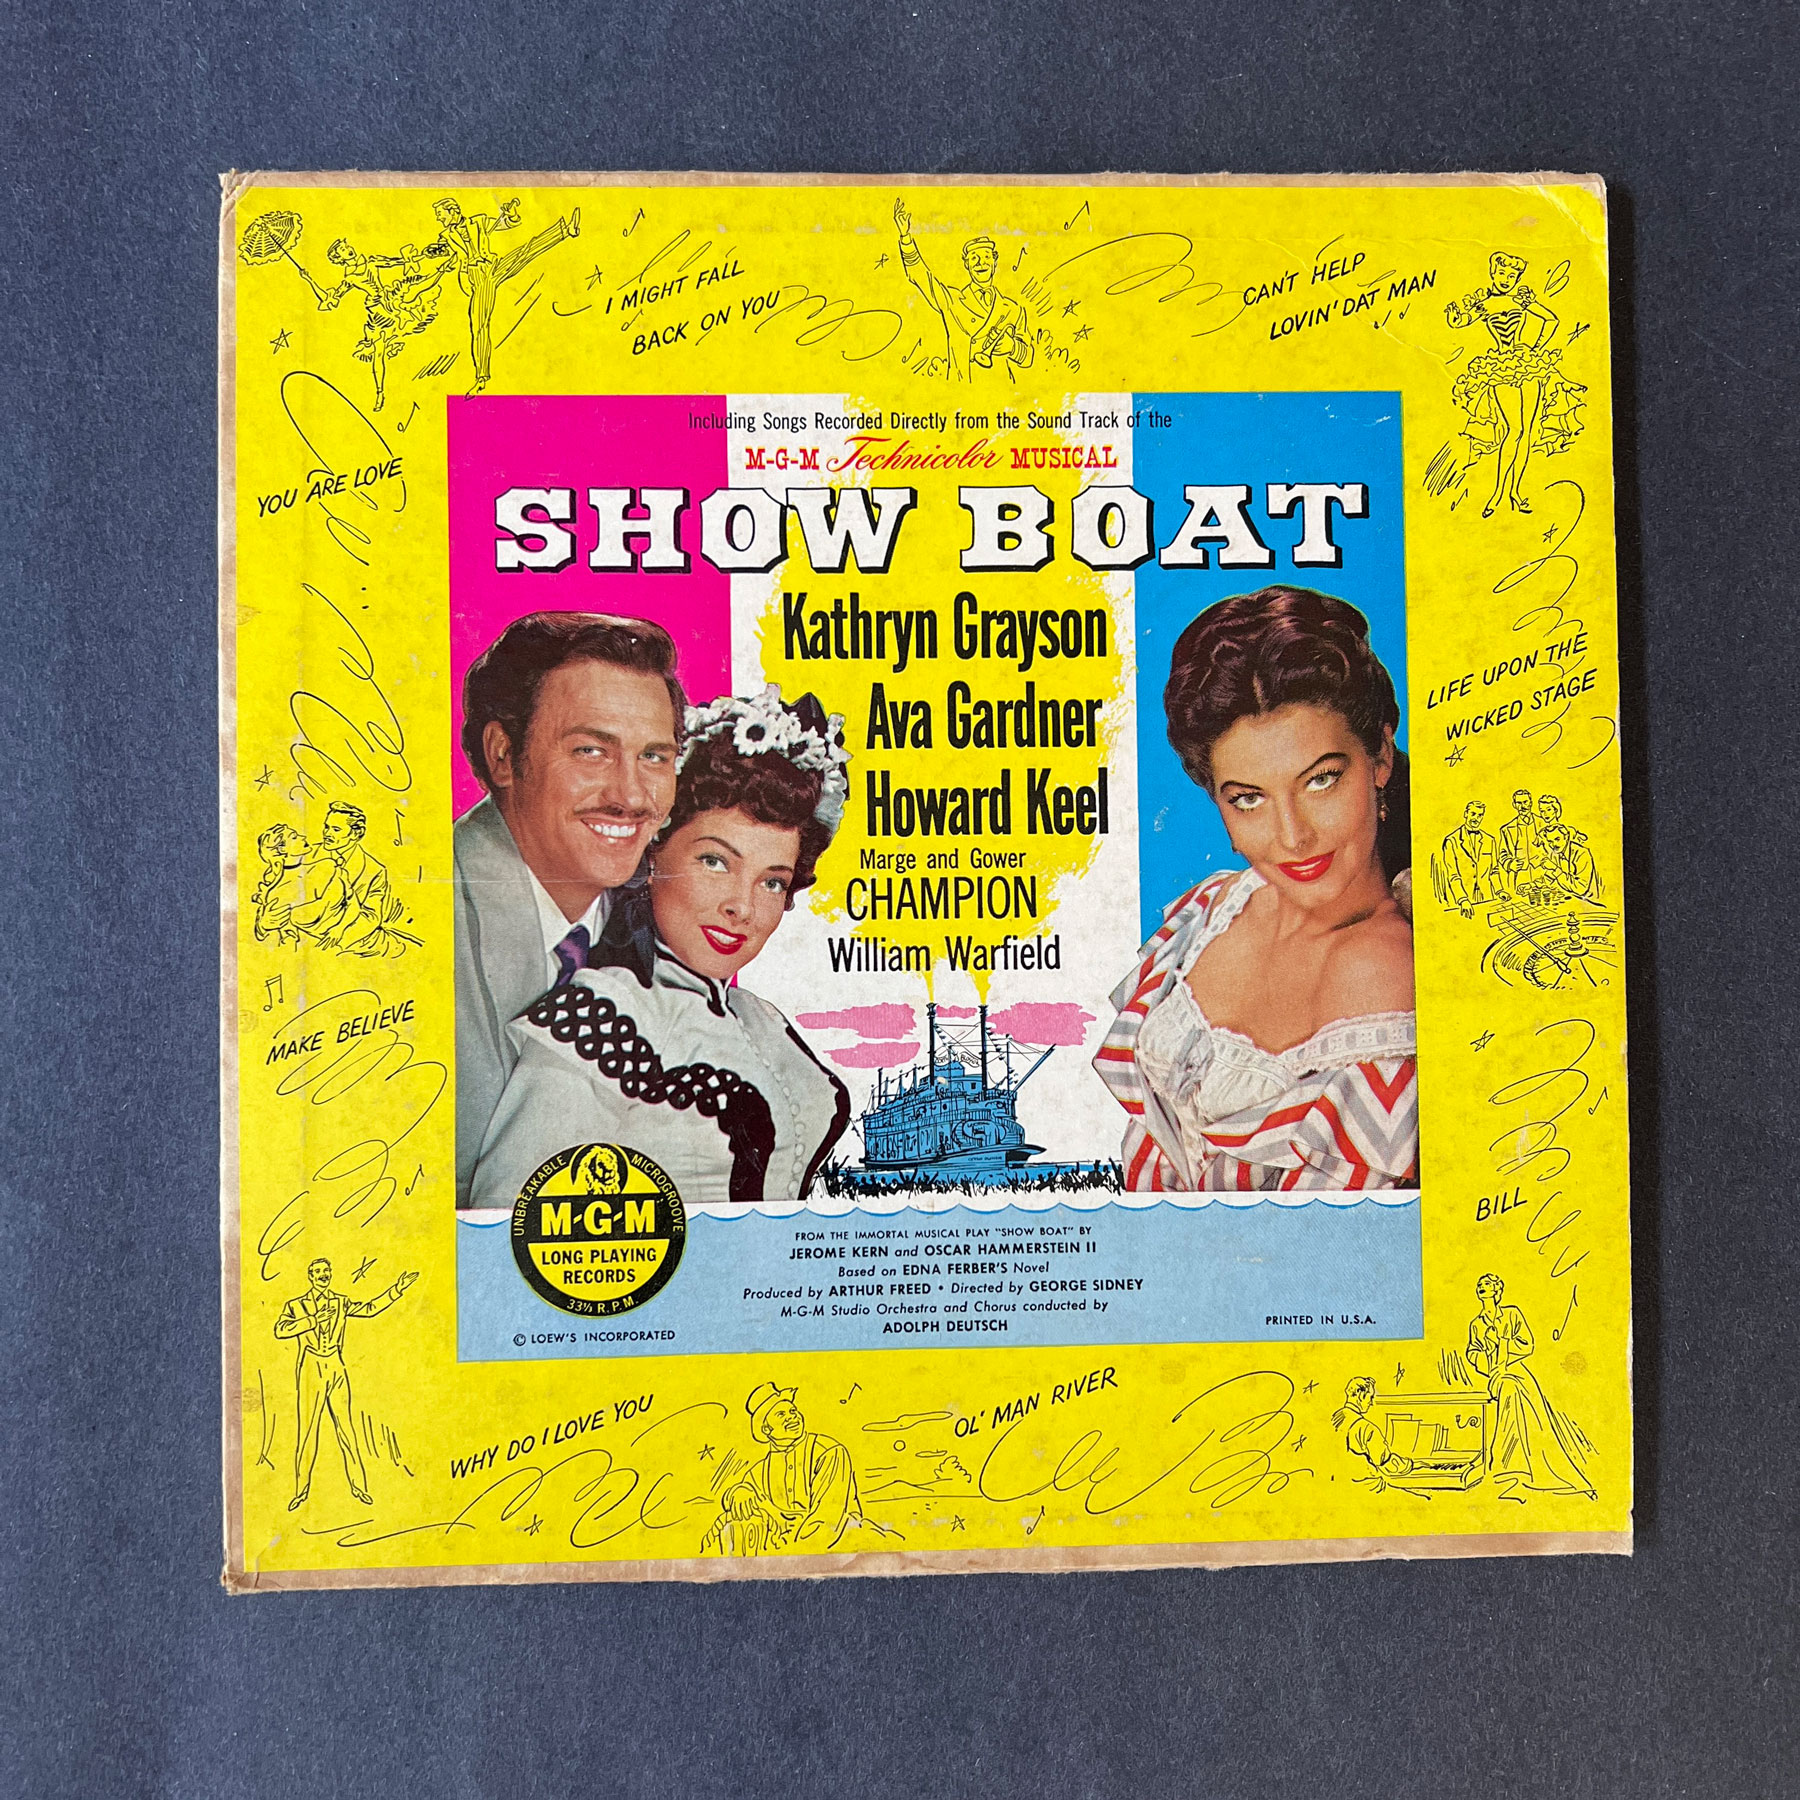 I MIGHT FALL
BACK ON YOU
CAN'T HELP
LOVIN' DAT MAN
YOU ARE LOVE
LIFE UPON THE
WICKED STAGE
MAKE BELIEVE
BILL
WHY DO I LOVE YOU
OL' MAN RIVER
Including Songs Recorded Directly from the Sound Track of the
M-G-M Technicolor MUSICAL
SHOW BOAT
Kathryn Grayson
Ava Gardner
Howard Keel
Marge and Gower
CHAMPION
William Warfield
UNBREAKABLE MICROGROOVE
M-G-M
LONG PLAYING
RECORDS
33⅓ R.P.M.
© LOEW'S INCORPORATED
FROM THE IMMORTAL MUSICAL PLAY "SHOW BOAT" BY
JEROME KERN and OSCAR HAMMERSTEIN II
Based on EDNA FERBER'S Novel
Produced by ARTHUR FREED • Directed by GEORGE SIDNEY
M-G-M Studio Orchestra and Chorus conducted by
ADOLPH DEUTSCH
PRINTED IN U.S.A.